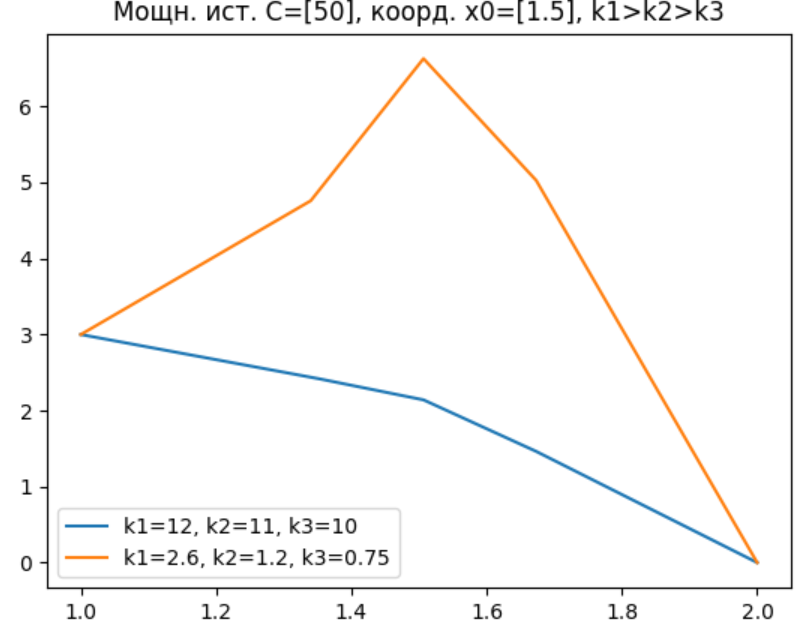 Мощн. ист. C=[50], коорд. x0=[1.5], k1>k2>k3
6
5
4
3
2
1
0
k1=12, k2=11, k3=10
k1=2.6, k2=1.2, k3=0.75
1.0 1.2 1.4 1.6 1.8 2.0